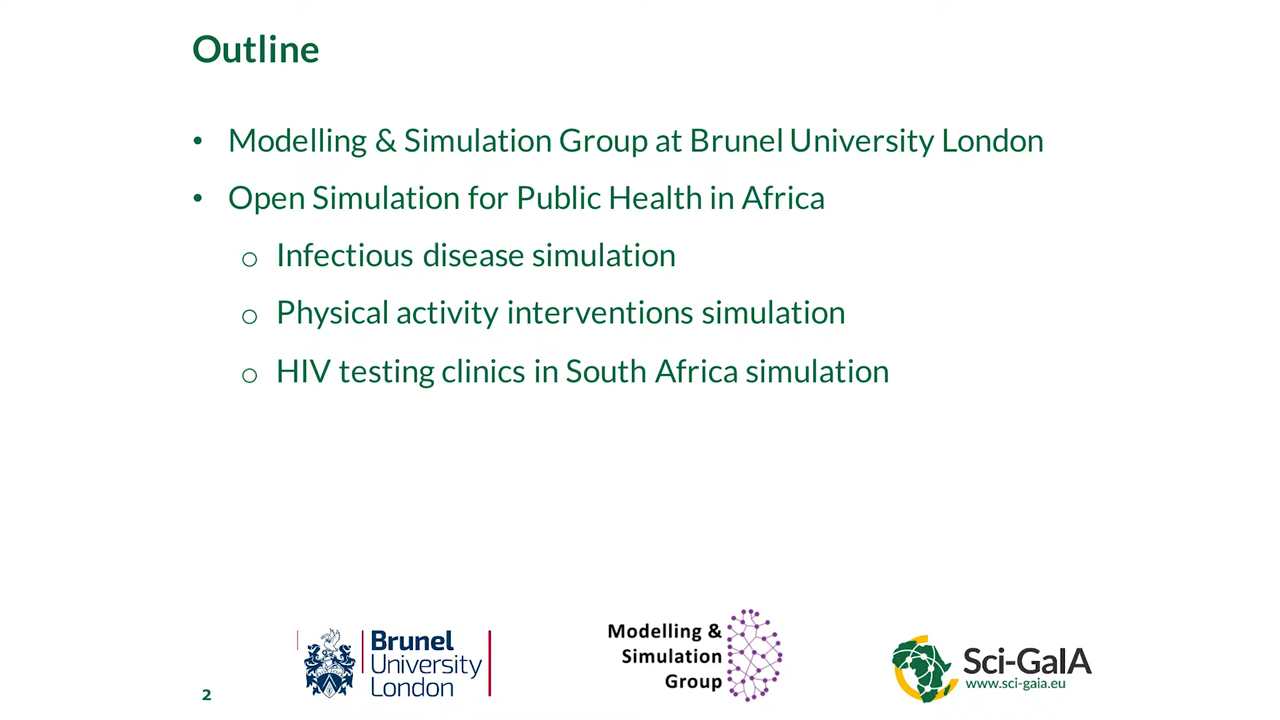 Outline
• Modelling & Simulation Group at Brunel University London
• Open Simulation for Public Health in Africa
o Infectious disease simulation
o Physical activity interventions simulation
o HIV testing clinics in South Africa simulation
2
Brunel
University
London
Modelling &
Simulation
Group
Sci-GaIA
www.sci-gaia.eu